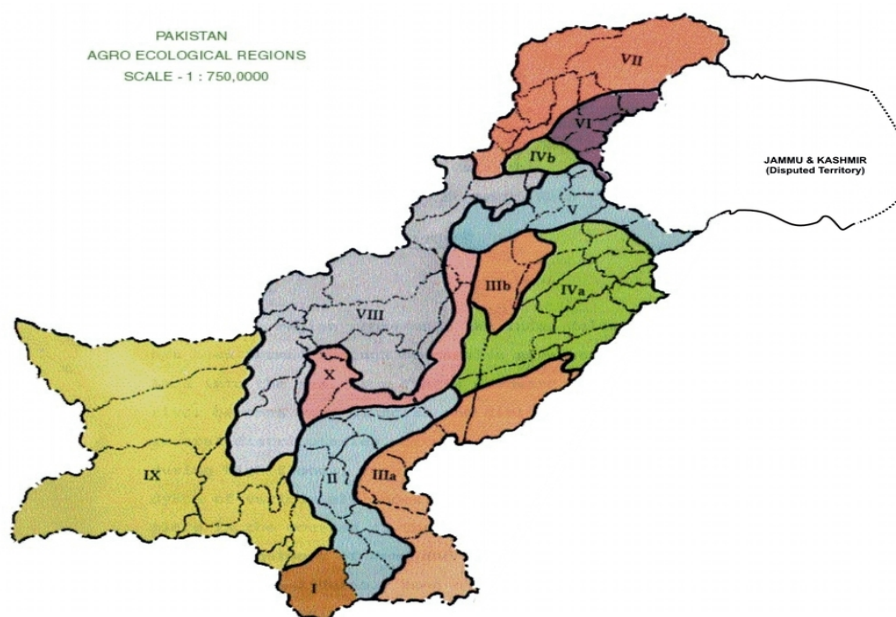 PAKISTAN
AGRO ECOLOGICAL REGIONS
SCALE - 1 : 750,0000
VII
VI
IVb
JAMMU & KASHMIR
(Disputed Territory)
V
IIIb
IVa
VIII
X
IX
II
IIIa
I